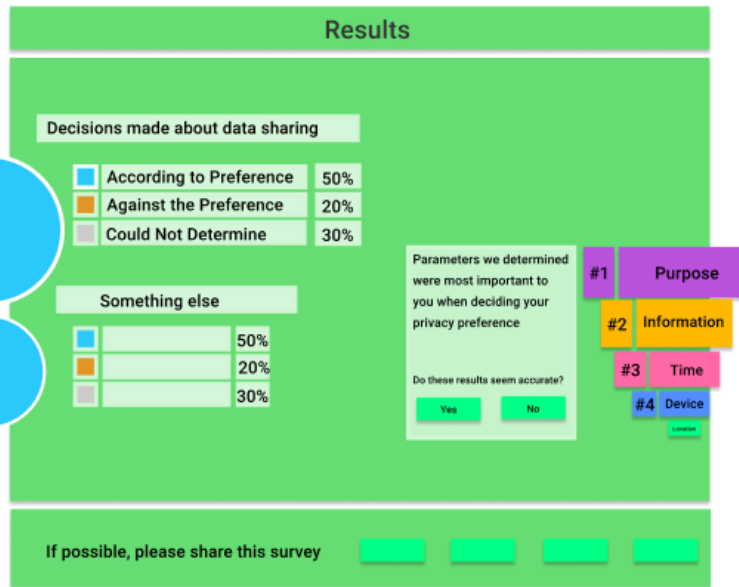 Results
Decisions made about data sharing
According to Preference 50%
Against the Preference 20%
Could Not Determine 30%
Something else
50%
20%
30%
Parameters we determined
were most important to
you when deciding your
privacy preference
Do these results seem accurate?
Yes No
#1 Purpose
#2 Information
#3 Time
#4 Device
Location
If possible, please share this survey